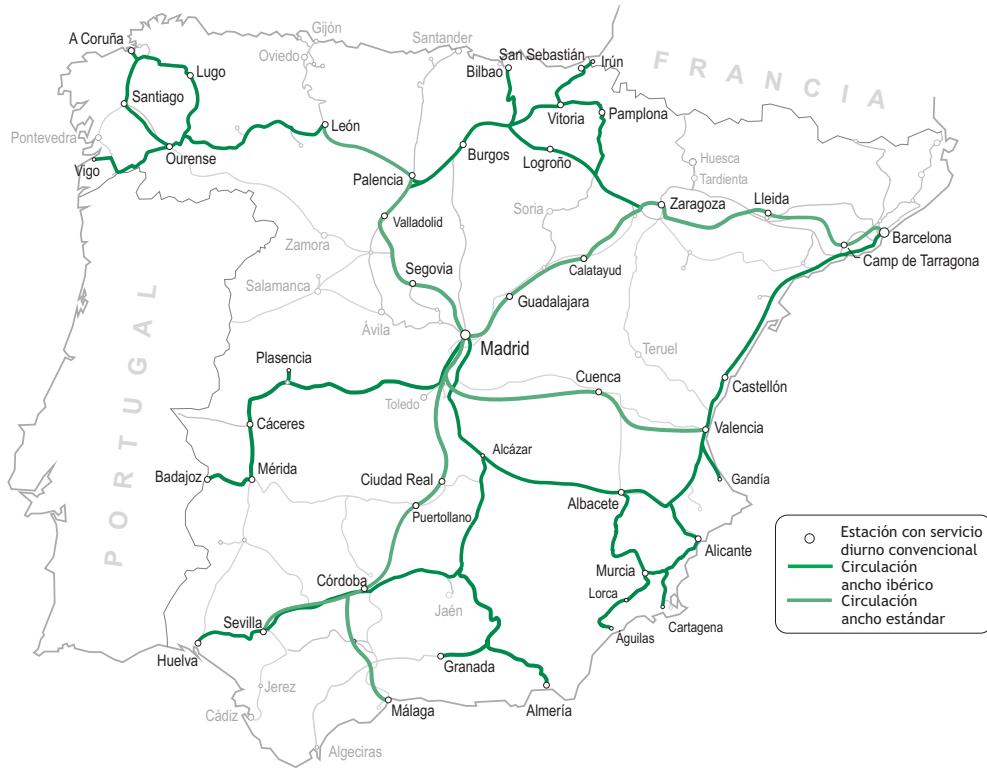 Gijón
A Coruña
Oviedo
Santander
San Sebastián
Irún
Bilbao
Lugo
FRANCIA
Santiago
León
Vitoria
Pamplona
Pontevedra
Ourense
Burgos
Logroño
Vigo
Palencia
Huesca
Tardienta
Soria
Zaragoza
Lleida
Valladolid
Barcelona
Zamora
Camp de Tarragona
Segovia
Calatayud
Salamanca
Guadalajara
Ávila
Madrid
Teruel
PORTUGAL
Plasencia
Cuenca
Castellón
Toledo
Cáceres
Valencia
Alcázar
Badajoz
Mérida
Ciudad Real
Gandía
Albacete
Puertollano
Estación con servicio
diurno convencional
Circulación
ancho ibérico
Circulación
ancho estándar
Alicante
Córdoba
Murcia
Jaén
Lorca
Sevilla
Aguilas
Cartagena
Huelva
Granada
Jerez
Málaga
Almería
Cádiz
Algeciras